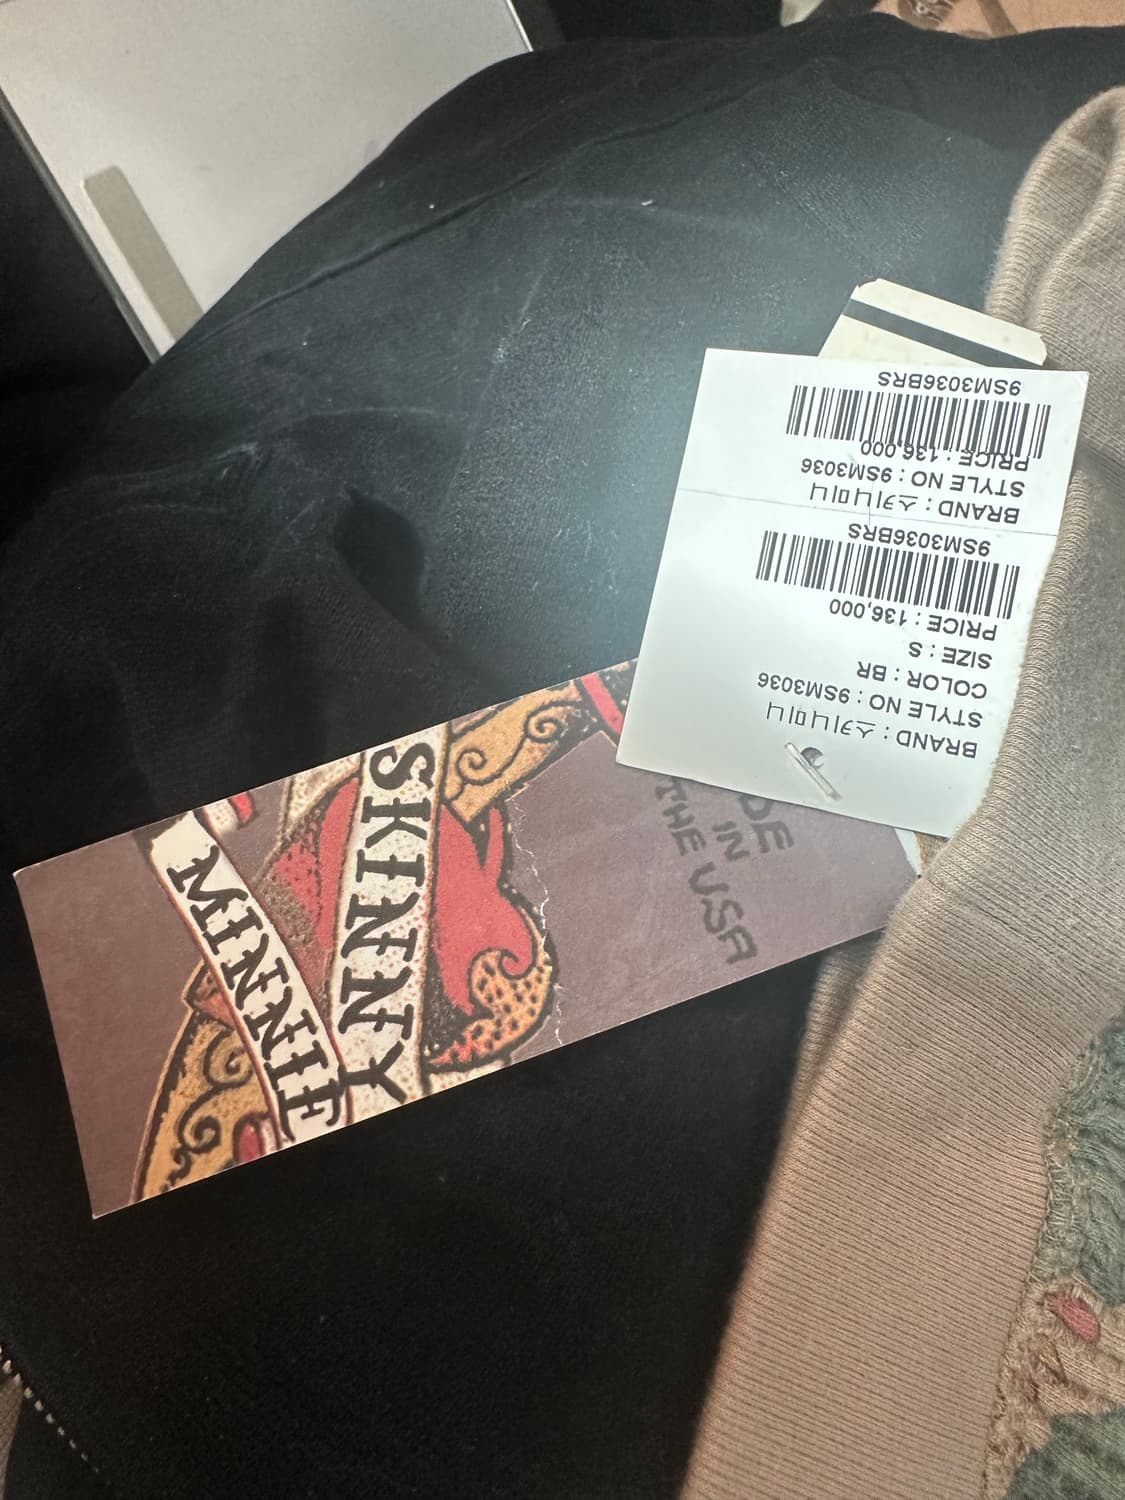 BRAND : 스키니미니
STYLE NO : 9SM3036
COLOR : BR
SIZE : S
PRICE : 136,000
9SM3036BRS
BRAND : 스키니미니
STYLE NO : 9SM3036
PRICE : 136,000
9SM3036BRS
SKINNY
MINNIE
IN
THE USA